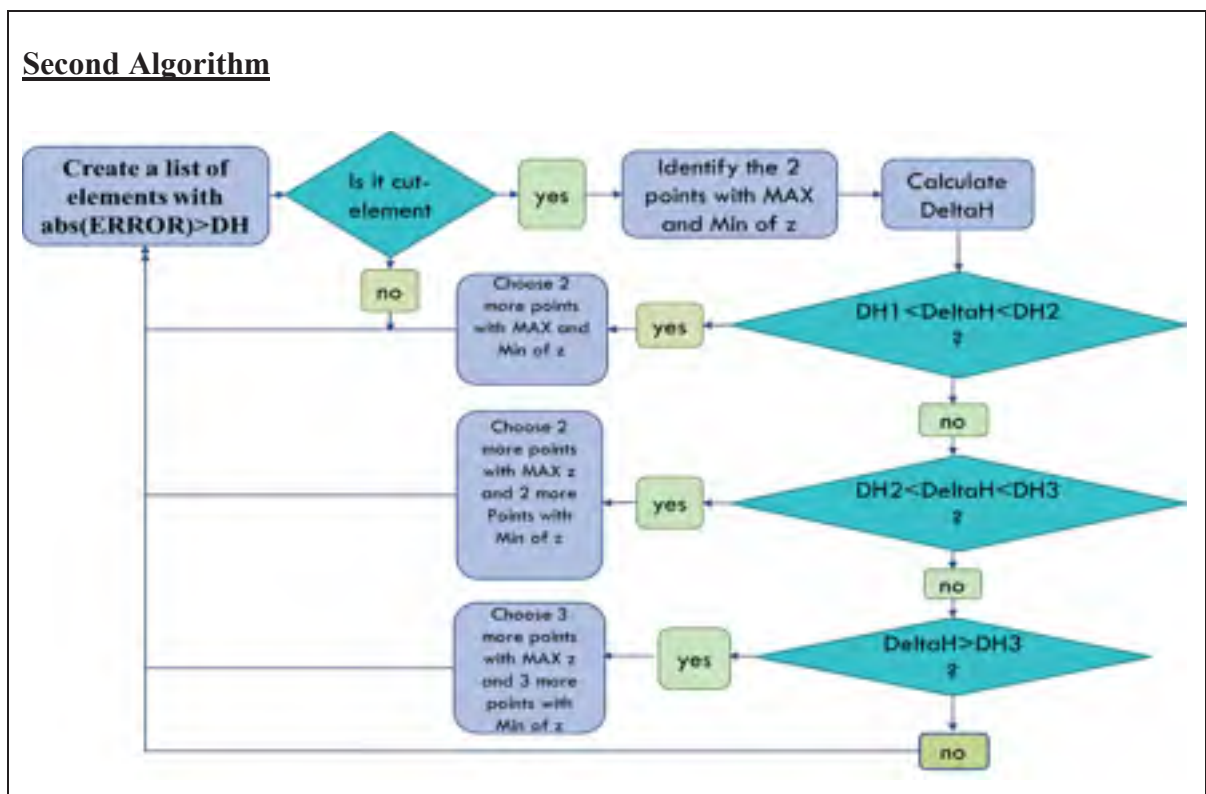 Second Algorithm
Create a list of
elements with
abs(ERROR)>DH
Is it cut-
element
yes
Identify the 2
points with MAX
and Min of z
Calculate
DeltaH
no
Choose 2
more points
with MAX and
Min of z
yes
DH1<DeltaH<DH2
?
no
Choose 2
more points
with MAX z
and 2 more
Points with
Min of z
yes
DH2<DeltaH<DH3
?
no
Choose 3
more points
with MAX z
and 3 more
points with
Min of z
yes
DeltaH>DH3
?
no